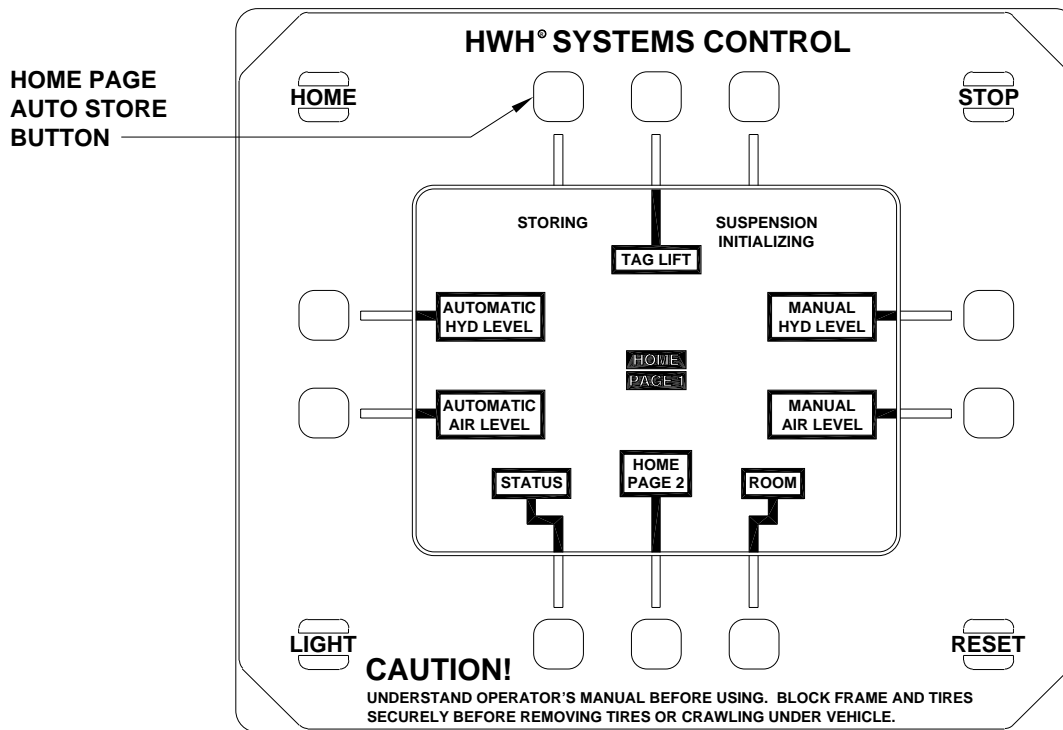 HWH® SYSTEMS CONTROL
HOME PAGE
AUTO STORE
BUTTON
HOME
STOP
STORING
SUSPENSION
INITIALIZING
TAG LIFT
AUTOMATIC
HYD LEVEL
MANUAL
HYD LEVEL
HOME
PAGE 1
AUTOMATIC
AIR LEVEL
MANUAL
AIR LEVEL
STATUS
HOME
PAGE 2
ROOM
LIGHT
RESET
CAUTION!
UNDERSTAND OPERATOR'S MANUAL BEFORE USING. BLOCK FRAME AND TIRES
SECURELY BEFORE REMOVING TIRES OR CRAWLING UNDER VEHICLE.